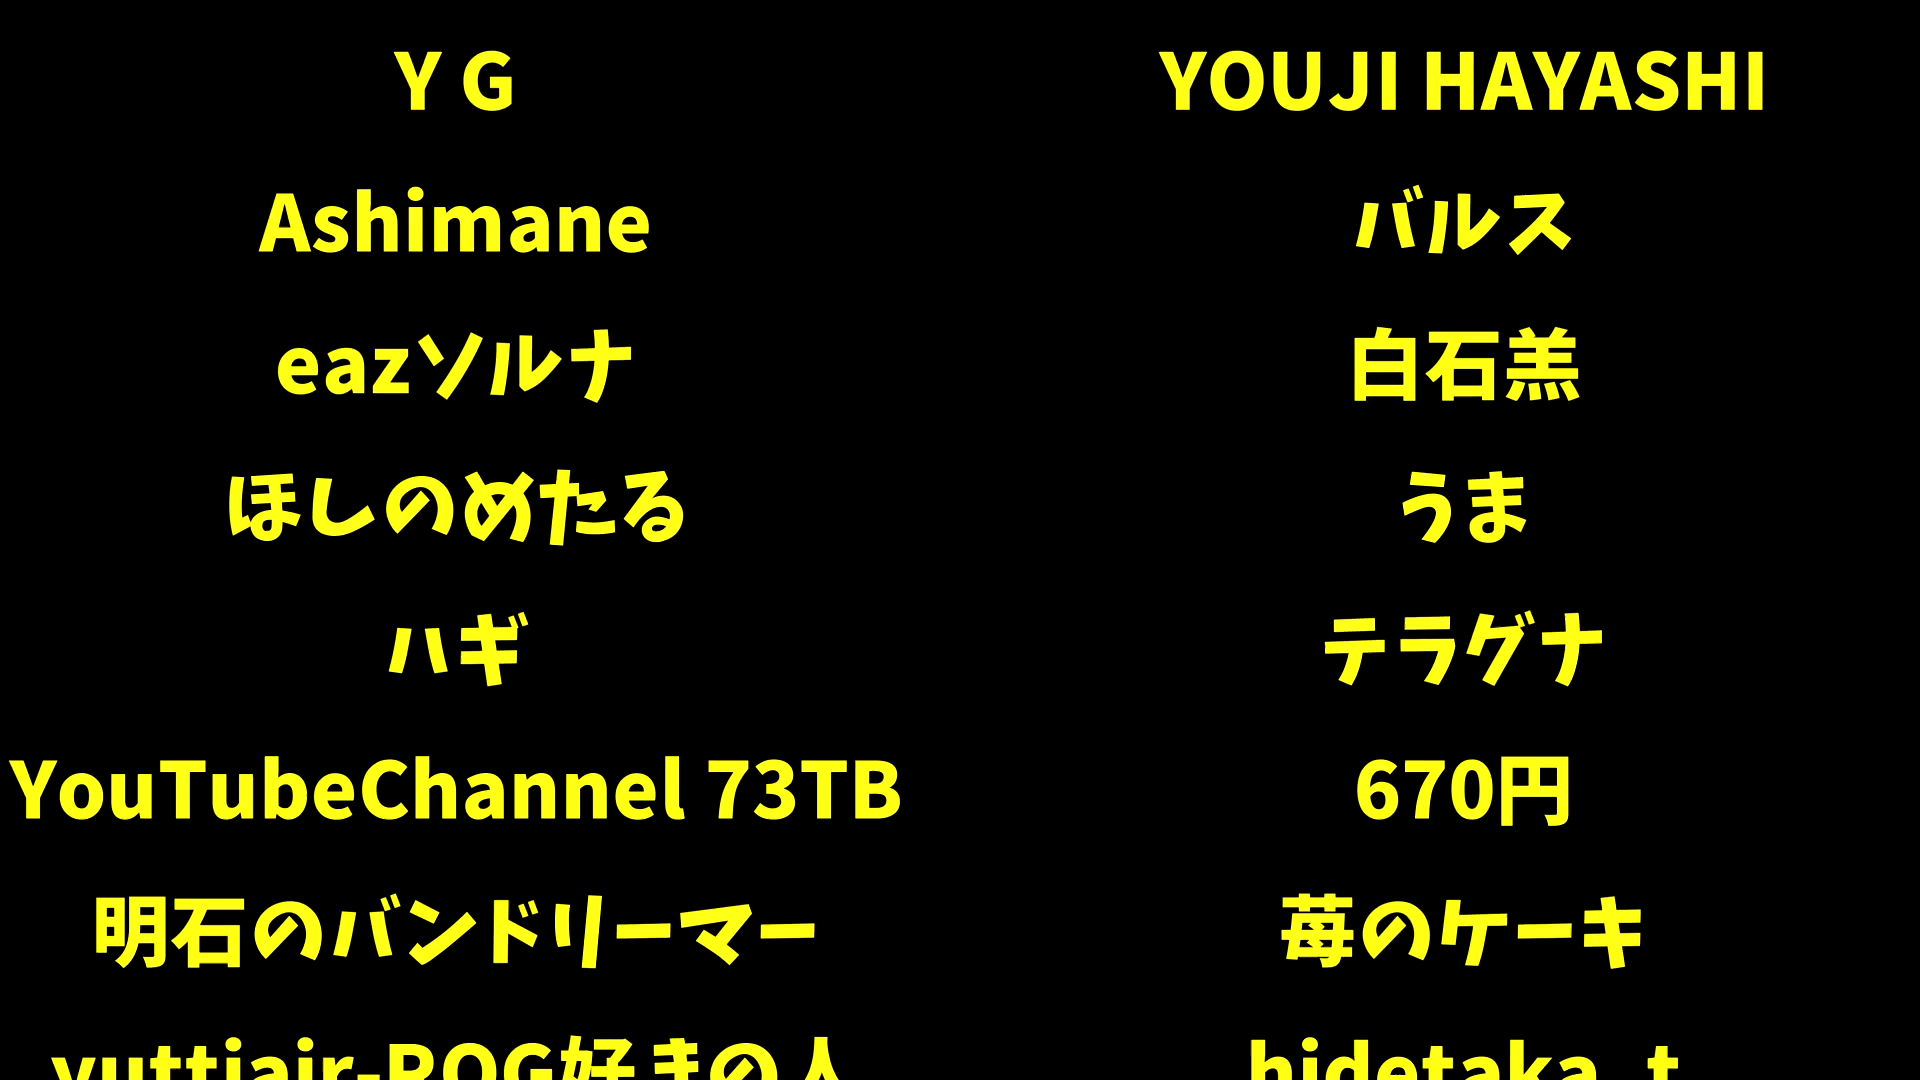 Y G
YOUJI HAYASHI
Ashimane
バルス
eazソルナ
白石羔
ほしのめたる
うま
ハギ
テラグナ
YouTubeChannel 73TB
670円
明石のバンドリーマー
苺のケーキ
hidetaka_t